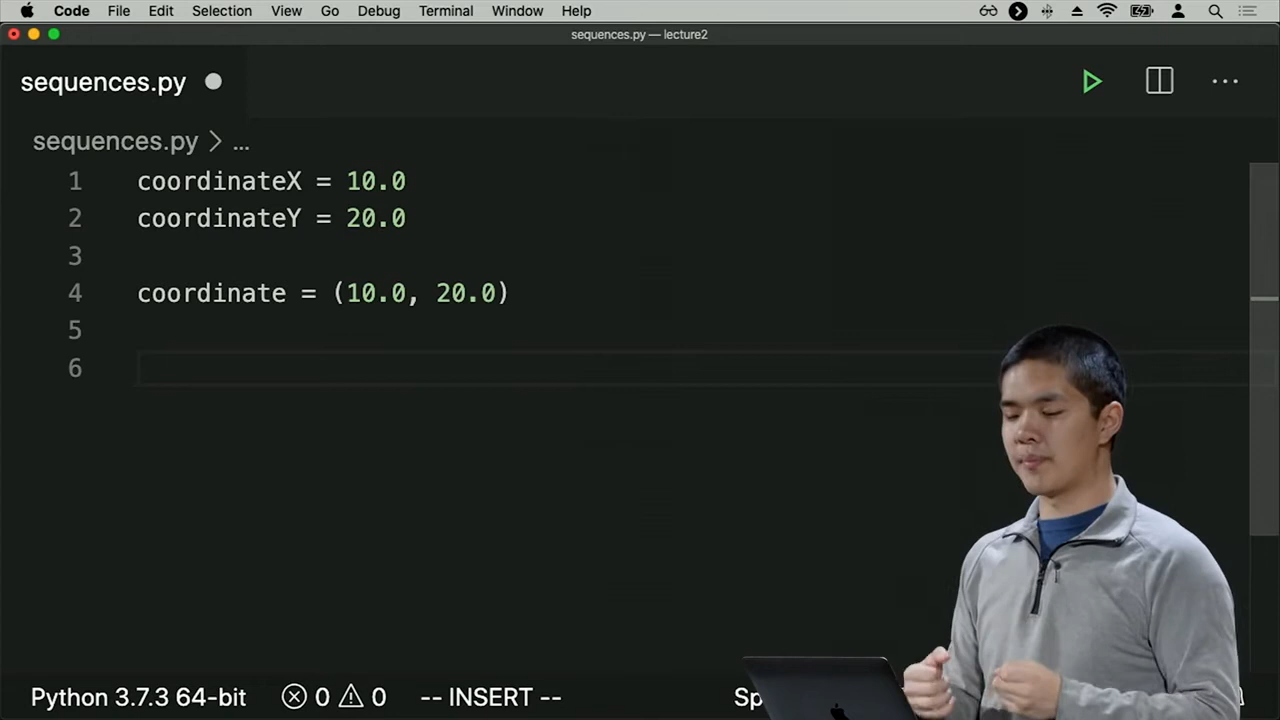 Code File Edit Selection View Go Debug Terminal Window Help
sequences.py — lecture2
sequences.py
sequences.py > ...
1 coordinateX = 10.0
2 coordinateY = 20.0
3
4 coordinate = (10.0, 20.0)
5
6
Python 3.7.3 64-bit 0 0 -- INSERT --